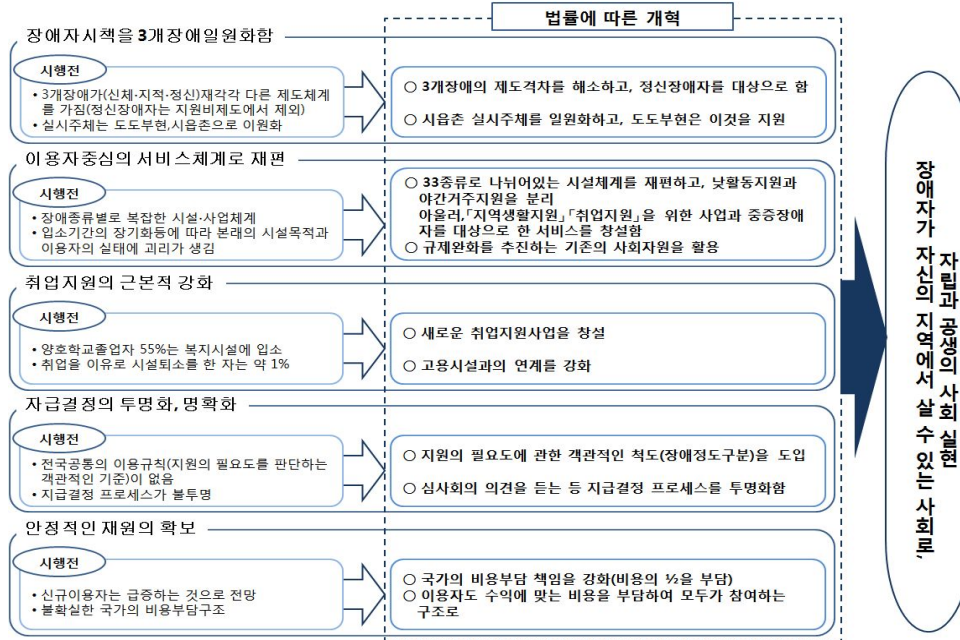 법률에 따른 개혁
장애자시책을 3개장애일원화함
시행전
• 3개장애가(신체·지적·정신)재각각 다른 제도체계
를 가짐(정신장애자는 지원비제도에서 제외)
• 실시주체는 도도부현,시읍촌으로 이원화
○ 3개장애의 제도격차를 해소하고, 정신장애자를 대상으로 함
○ 시읍촌 실시주체를 일원화하고, 도도부현은 이것을 지원
이용자중심의 서비스체계로 재편
시행전
• 장애종류별로 복잡한 시설·사업체계
• 입소기간의 장기화등에 따라 본래의 시설목적과
이용자의 실태에 괴리가 생김
○ 33종류로 나뉘어있는 시설체계를 재편하고, 낮활동지원과
야간거주지원을 분리
아울러,「지역생활지원」「취업지원」을 위한 사업과 중증장애
자를 대상으로 한 서비스를 창설함
○ 규제완화를 추진하는 기존의 사회자원을 활용
취업지원의 근본적 강화
시행전
• 양호학교졸업자 55%는 복지시설에 입소
• 취업을 이유로 시설퇴소를 한 자는 약 1%
○ 새로운 취업지원사업을 창설
○ 고용시설과의 연계를 강화
자급결정의 투명화, 명확화
시행전
• 전국공통의 이용규칙(지원의 필요도를 판단하는
객관적인 기준)이 없음
• 지급결정 프로세스가 불투명
○ 지원의 필요도에 관한 객관적인 척도(장애정도구분)을 도입
○ 심사회의 의견을 듣는 등 지급결정 프로세스를 투명화함
안정적인 재원의 확보
시행전
• 신규이용자는 급증하는 것으로 전망
• 불확실한 국가의 비용부담구조
○ 국가의 비용부담 책임을 강화(비용의 ½을 부담)
○ 이용자도 수익에 맞는 비용을 부담하여 모두가 참여하는
구조로
장애자가 자신의 지역에서 살 수 있는 사회로,
자립과 공생의 사회 실현